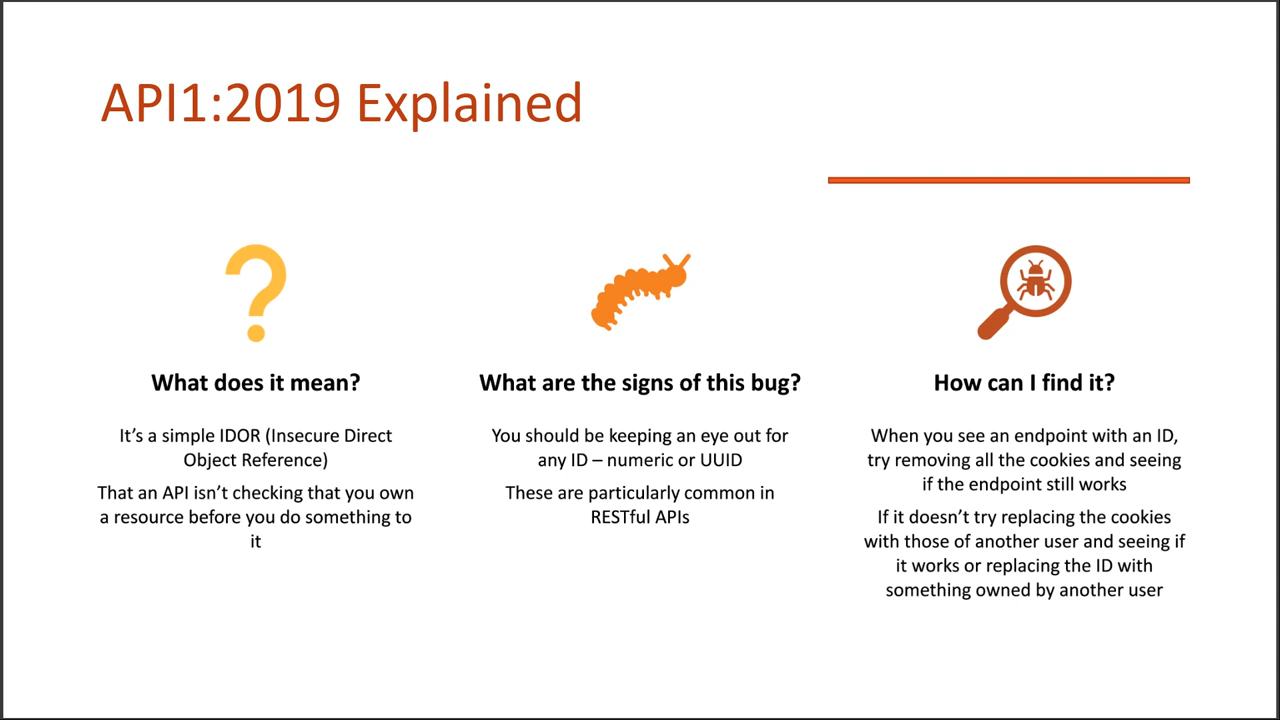 API1:2019 Explained
What does it mean?
It’s a simple IDOR (Insecure Direct
Object Reference)
That an API isn’t checking that you own
a resource before you do something to
it
What are the signs of this bug?
You should be keeping an eye out for
any ID – numeric or UUID
These are particularly common in
RESTful APIs
How can I find it?
When you see an endpoint with an ID,
try removing all the cookies and seeing
if the endpoint still works
If it doesn’t try replacing the cookies
with those of another user and seeing if
it works or replacing the ID with
something owned by another user